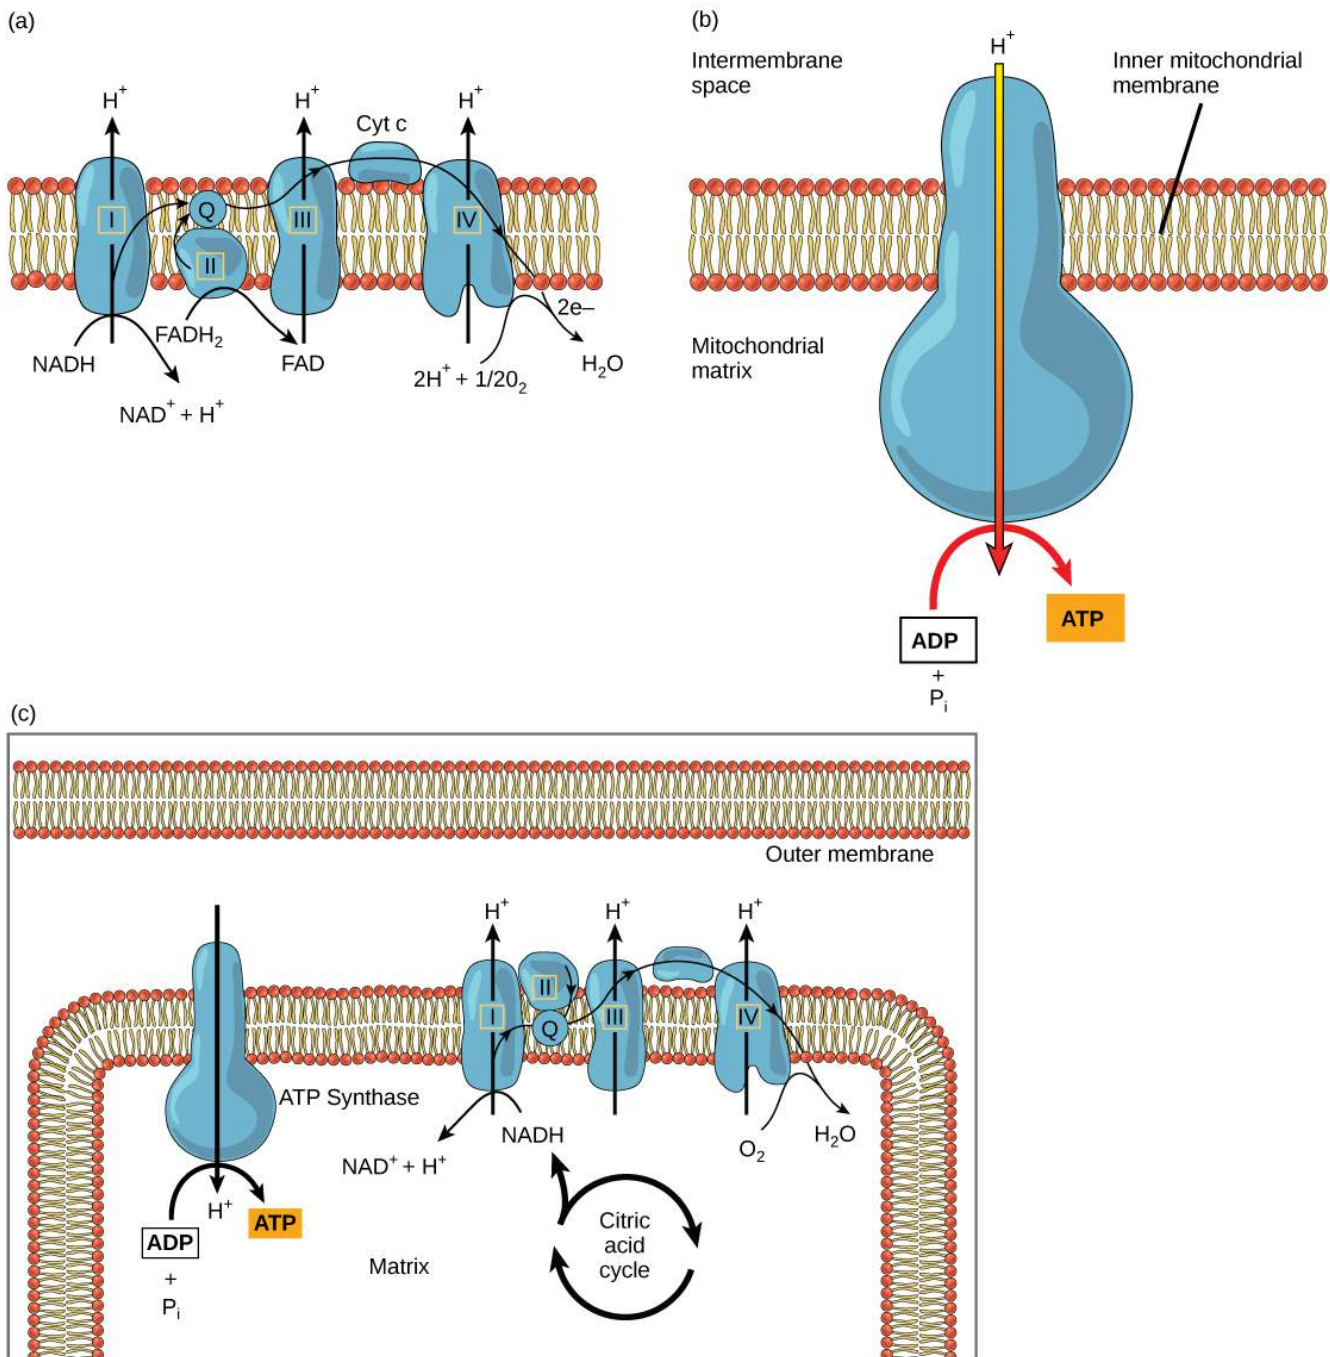 (a)
H+ H+ H+
Cyt c
I Q III IV
II
2e–
NADH FADH2 FAD 2H+ + 1/2O2 H2O
NAD+ + H+
(b)
H+
Intermembrane
space
Inner mitochondrial
membrane
Mitochondrial
matrix
ADP ATP
+
Pi
(c)
Outer membrane
H+ H+ H+
II
I Q III IV
ATP Synthase
NADH O2 H2O
NAD+ + H+
H+
ADP ATP
+
Pi
Matrix
Citric
acid
cycle